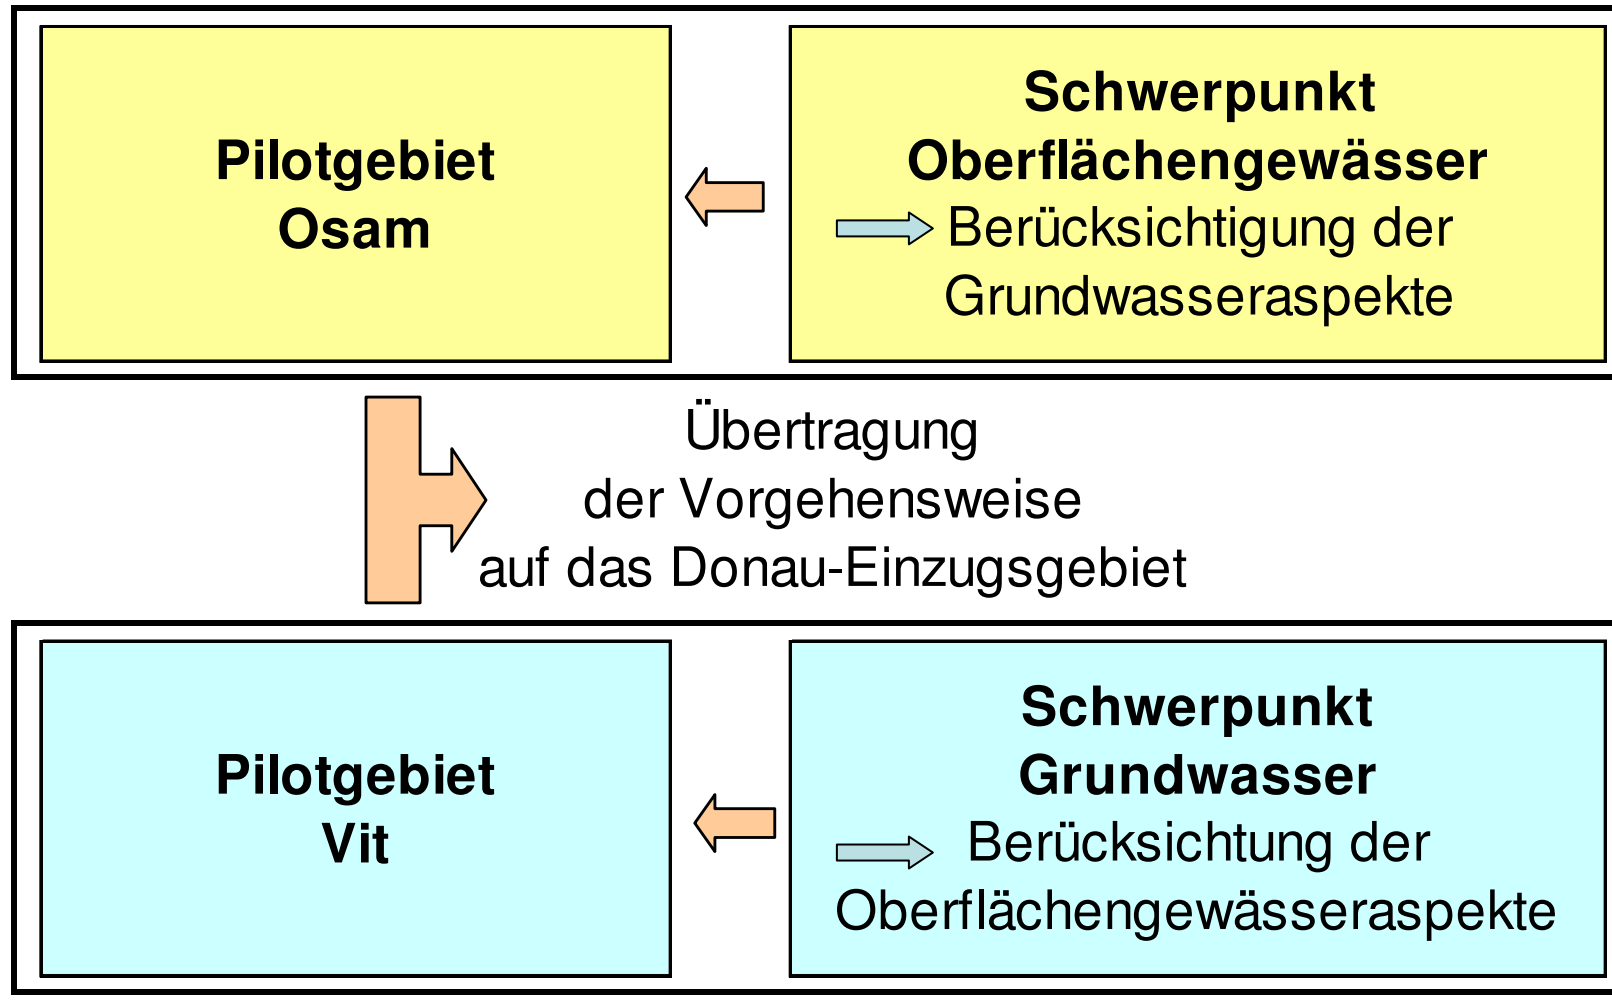 Pilotgebiet
Osam
Schwerpunkt
Oberflächengewässer
Berücksichtigung der
Grundwasseraspekte
Übertragung
der Vorgehensweise
auf das Donau-Einzugsgebiet
Pilotgebiet
Vit
Schwerpunkt
Grundwasser
Berücksichtung der
Oberflächengewässeraspekte